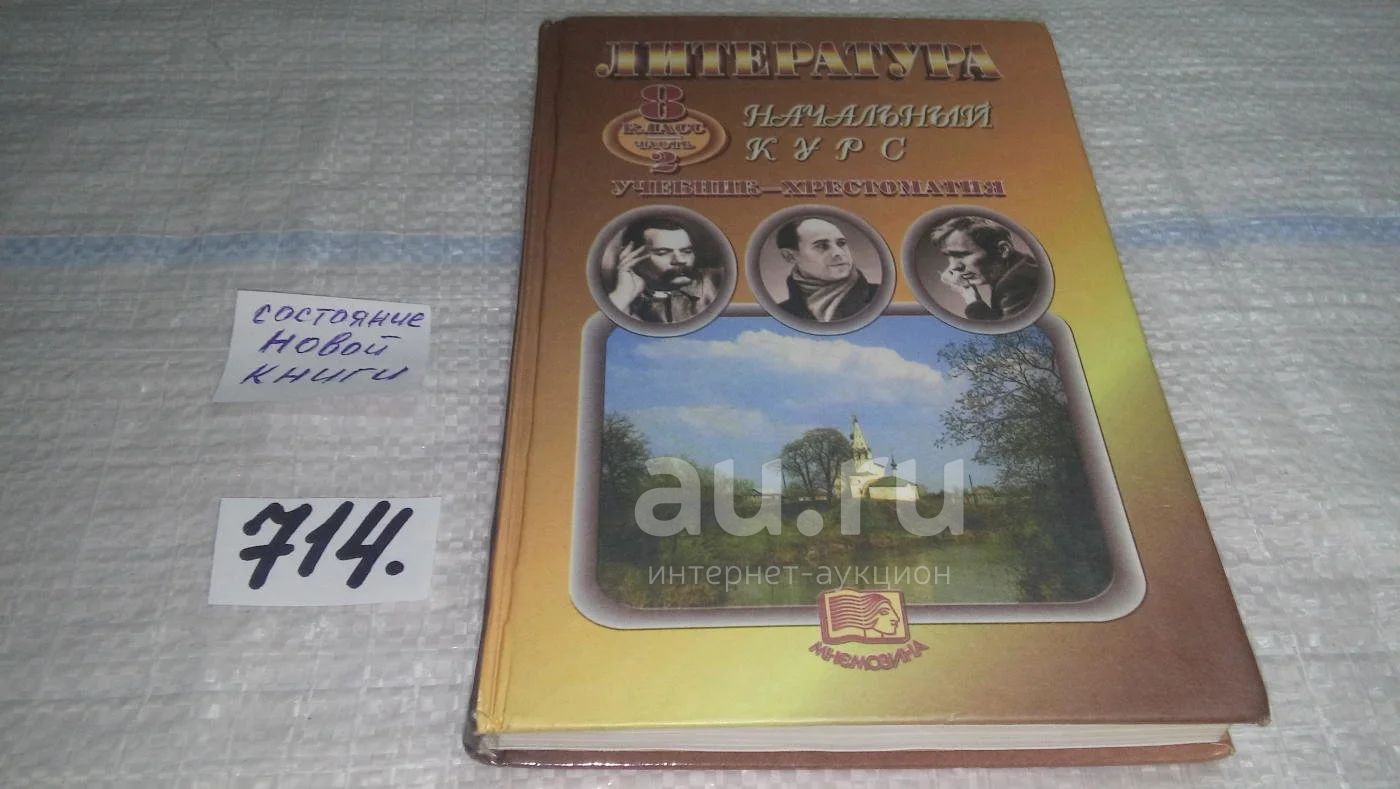 ЛИТЕРАТУРА
8
КЛАСС
ЧАСТЬ
2
НАЧАЛЬНЫЙ
КУРС
УЧЕБНИК-ХРЕСТОМАТИЯ
состояние
новой
книги
714.
au.ru
интернет-аукцион
МНЕМОЗИНА